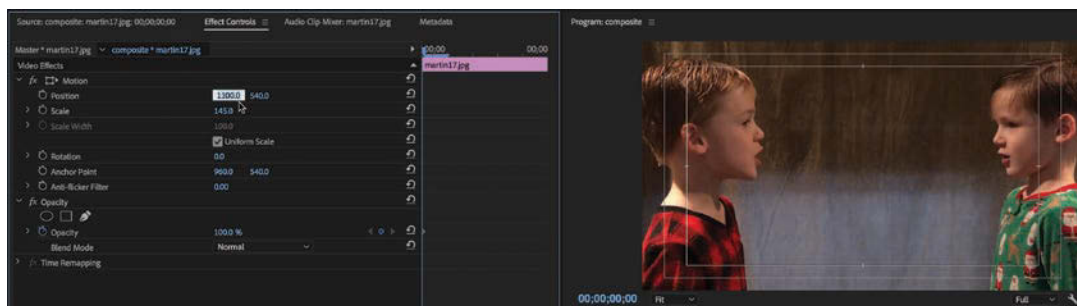 Source: composite: martin17.jpg: 00;00;00;00 Effect Controls Audio Clip Mixer: martin17.jpg Metadata Program: composite
Master * martin17.jpg composite * martin17.jpg 00;00 00;00
Video Effects martin17.jpg
fx Motion
Position 1300.0 540.0
Scale 145.0
Scale Width 100.0
Uniform Scale
Rotation 0.0
Anchor Point 960.0 540.0
Anti-flicker Filter 0.00
fx Opacity
Opacity 100.0 %
Blend Mode Normal
fx Time Remapping
00;00;00;00 Fit Full